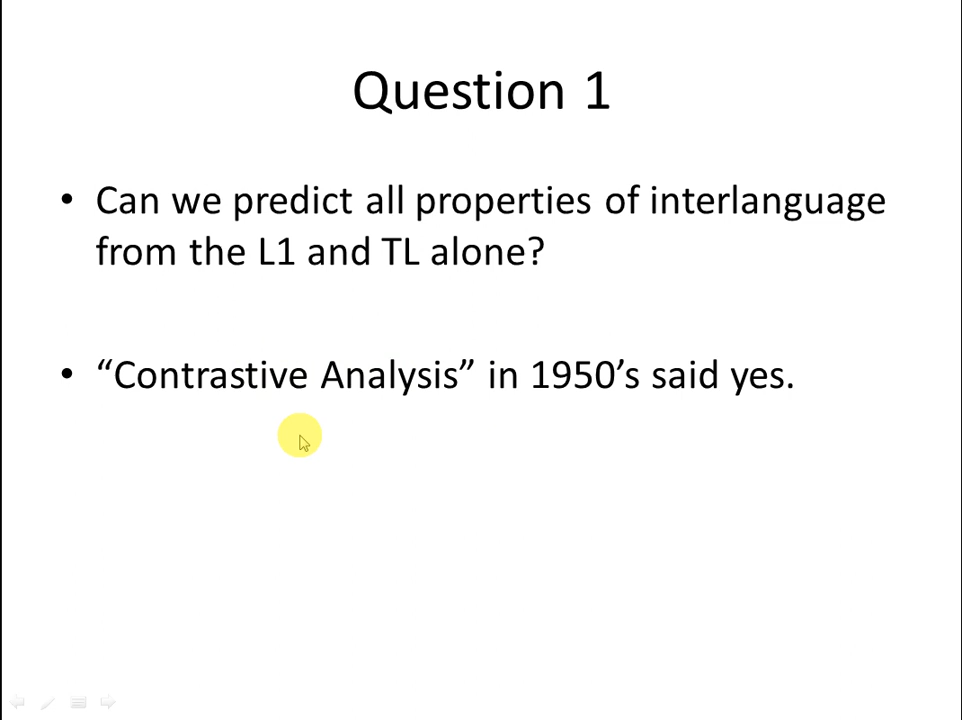 Question 1
• Can we predict all properties of interlanguage
from the L1 and TL alone?
• “Contrastive Analysis” in 1950’s said yes.